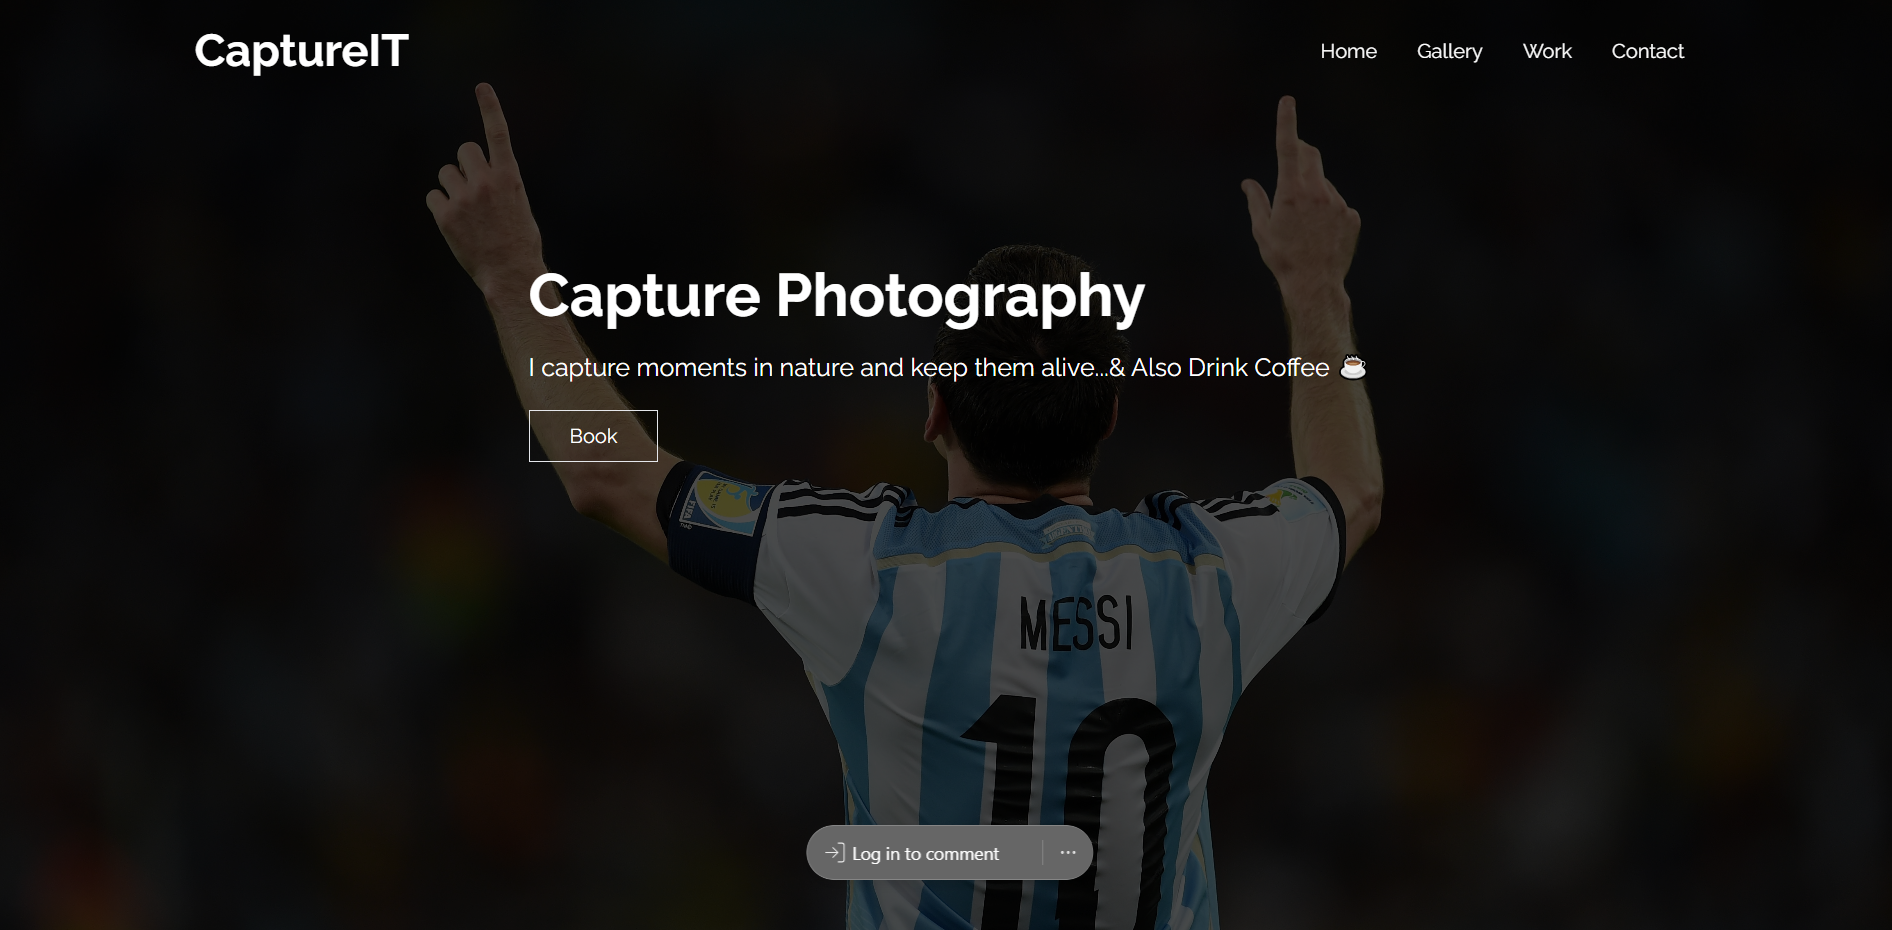 CaptureIT
Home Gallery Work Contact
Capture Photography
I capture moments in nature and keep them alive...& Also Drink Coffee ☕
Book
FIFA
MESSI
10
Log in to comment